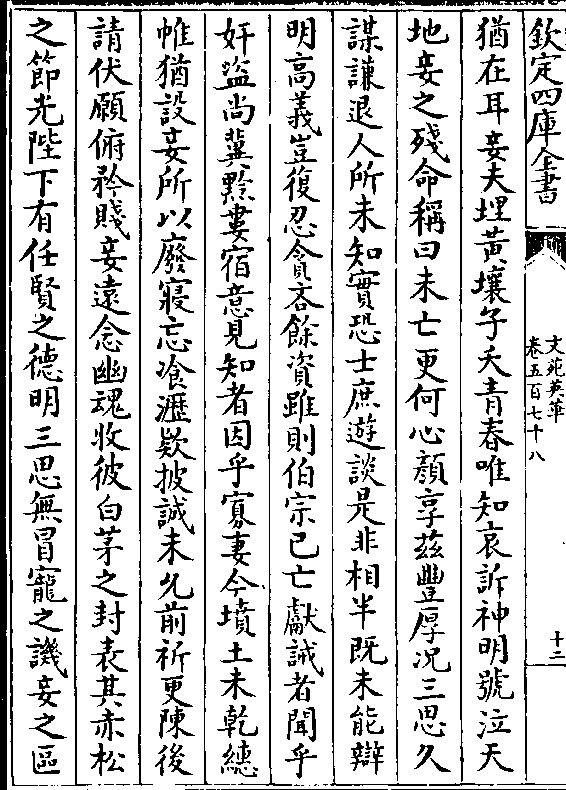 欽定四庫全書
文苑英華
卷五百七十八
十二
猶在耳妾夫埋黃壤子夭青春唯知哀訴神明號泣天
地妾之殘命稱曰未亡更何心顏享兹豐厚况三思久
謀謙退人所未知實恐士庶遊談是非相半既未能辯
明高義豈復忍貪吝餘資雖則伯宗已亡獻誡者聞乎
奸盜尚冀黔婁宿意見知者因乎寡妻今墳土未乾繐
帷猶設妾所以廢寢忘飡瀝欵披誠未允前祈更陳後
請伏願俯矜賤妾遠念幽魂收彼白茅之封表其赤松
之節光陛下有任賢之德明三思無冒寵之譏妾之區